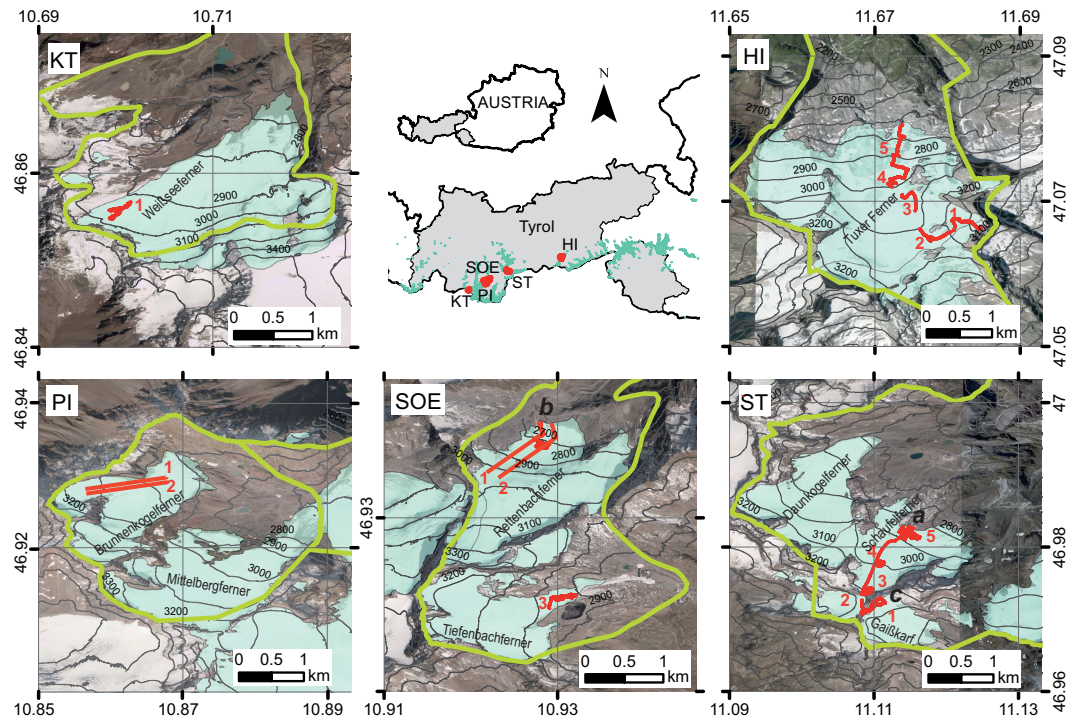 10.69
10.71
KT
2800
Weißseeferner
1
2900
3000
3100
3400
0 0.5 1
km
46.86
46.84
AUSTRIA
N
Tyrol
HI
SOE
ST
PI
KT
11.65
11.67
11.69
HI
2200
2300
2400
2600
2700
2500
5
2800
2900
4
3000
3200
3
1
Tuxer Ferner
3200
2
3100
3200
0 0.5 1
km
47.09
47.07
47.05
PI
1
2
3200
Brunnenkogelferner
2800
2900
3000
Mittelbergferner
3300
3200
0 0.5 1
km
46.94
46.92
10.85
10.87
10.89
SOE
b
2700
3000
2800
1
2900
2
Rettenbachferner
3100
3300
3200
3
2900
Tiefenbachferner
0 0.5 1
km
46.93
10.91
10.93
ST
Daunkogelferner
3200
Schaufelferner
a
2800
5
3100
4
3000
3200
3
2
c
1
Gaißkarf
0 0.5 1
km
47
46.98
46.96
11.09
11.11
11.13